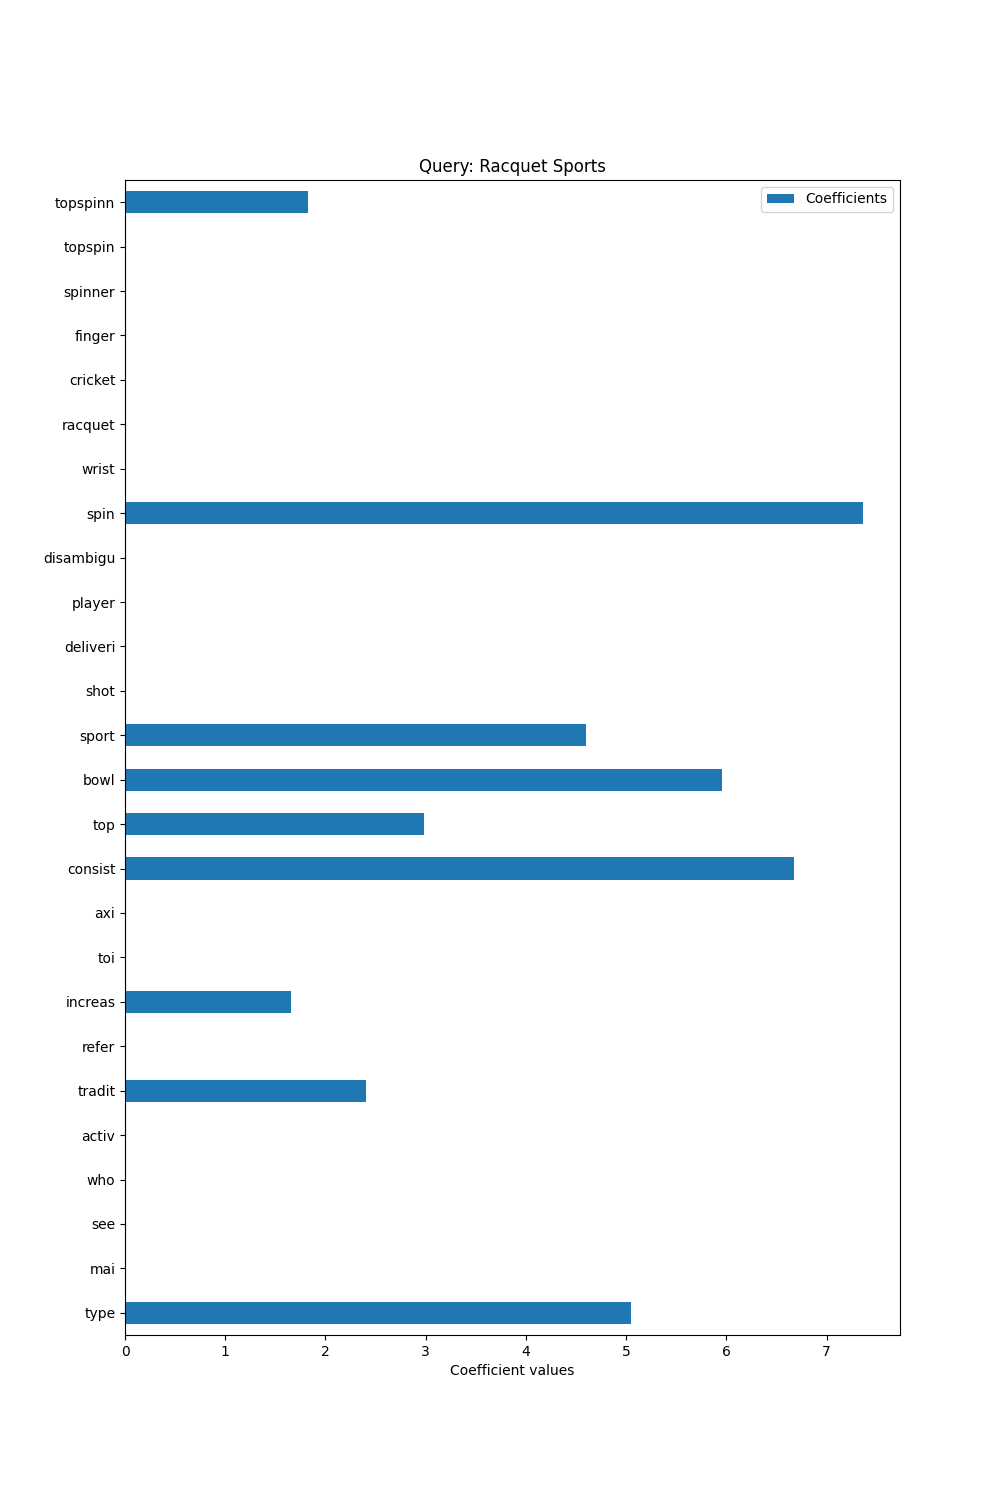 Query: Racquet Sports
Coefficients
topspinn
topspin
spinner
finger
cricket
racquet
wrist
spin
disambigu
player
deliveri
shot
sport
bowl
top
consist
axi
toi
increas
refer
tradit
activ
who
see
mai
type
0 1 2 3 4 5 6 7
Coefficient values